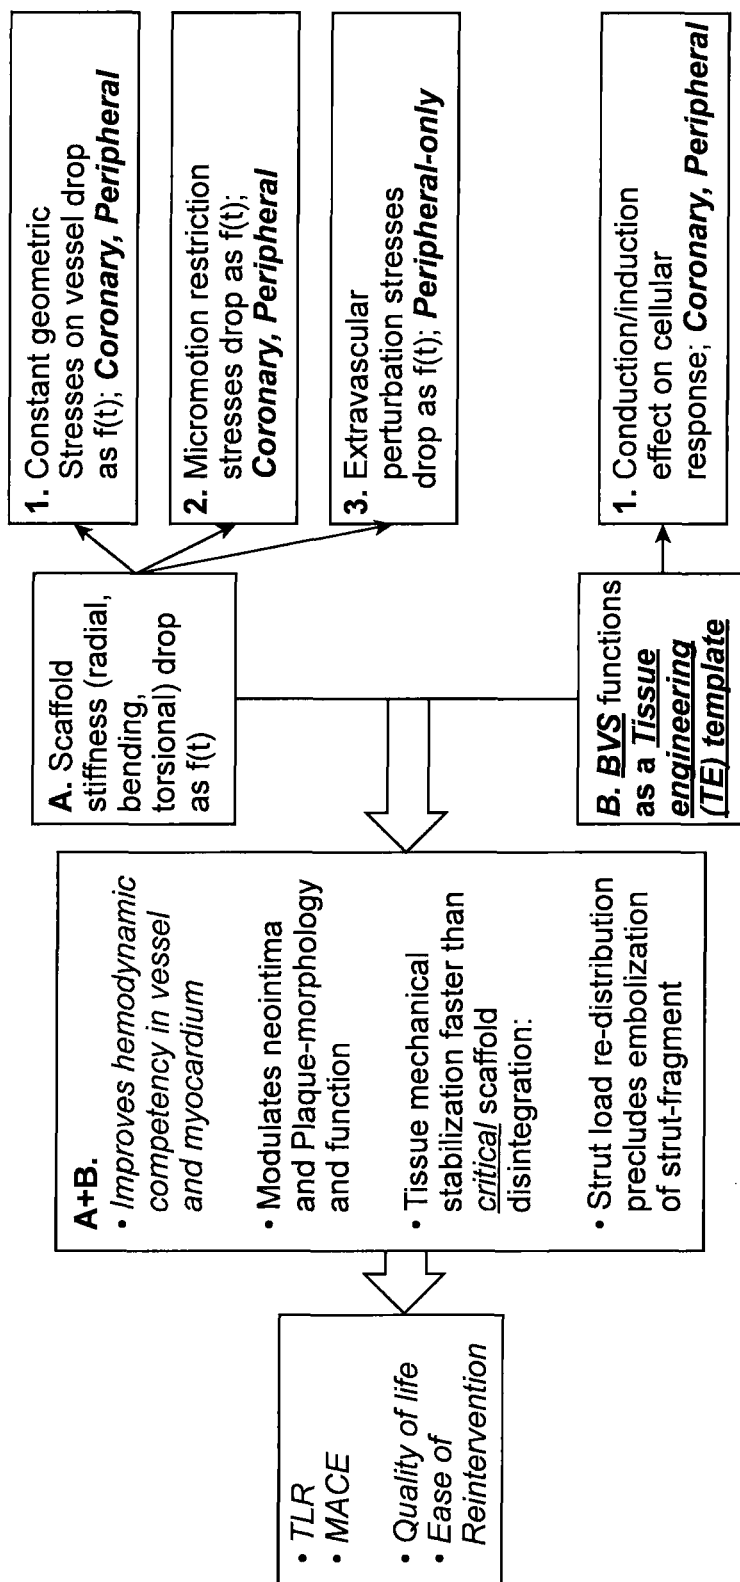 A. Scaffold
stiffness (radial,
bending,
torsional) drop
as f(t)
1. Constant geometric
Stresses on vessel drop
as f(t); Coronary, Peripheral
2. Micromotion restriction
stresses drop as f(t);
Coronary, Peripheral
3. Extravascular
perturbation stresses
drop as f(t); Peripheral-only
B. BVS functions
as a Tissue
engineering
(TE) template
1. Conduction/induction
effect on cellular
response; Coronary, Peripheral
A+B.
• Improves hemodynamic
competency in vessel
and myocardium
• Modulates neointima
and Plaque-morphology
and function
• Tissue mechanical
stabilization faster than
critical scaffold
disintegration:
• Strut load re-distribution
precludes embolization
of strut-fragment
• TLR
• MACE
• Quality of life
• Ease of
Reintervention